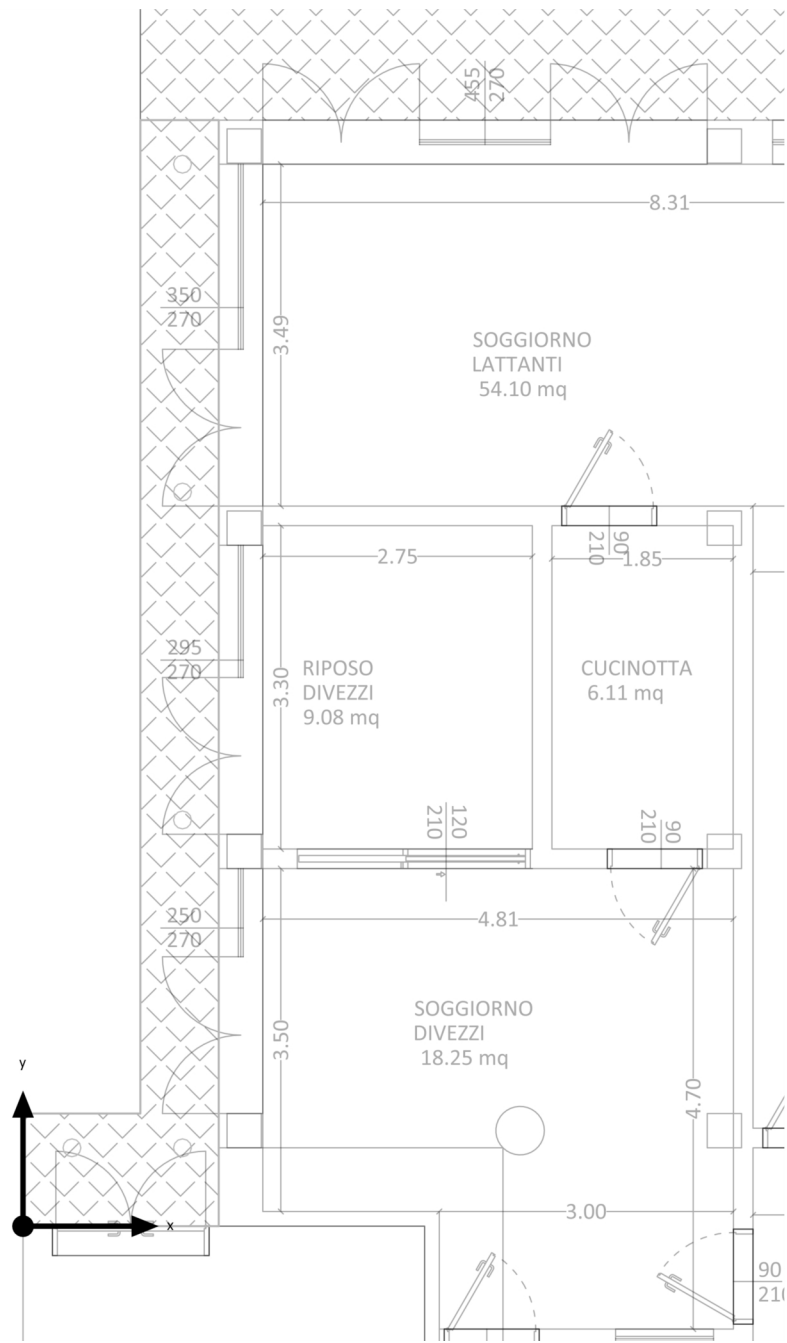 455
270
8.31
350
270
3.49
SOGGIORNO
LATTANTI
54.10 mq
90
210
2.75
1.85
295
270
3.30
RIPOSO
DIVEZZI
9.08 mq
CUCINOTTA
6.11 mq
120
210
90
210
250
270
4.81
SOGGIORNO
DIVEZZI
18.25 mq
3.50
4.70
y
x
3.00
90
210